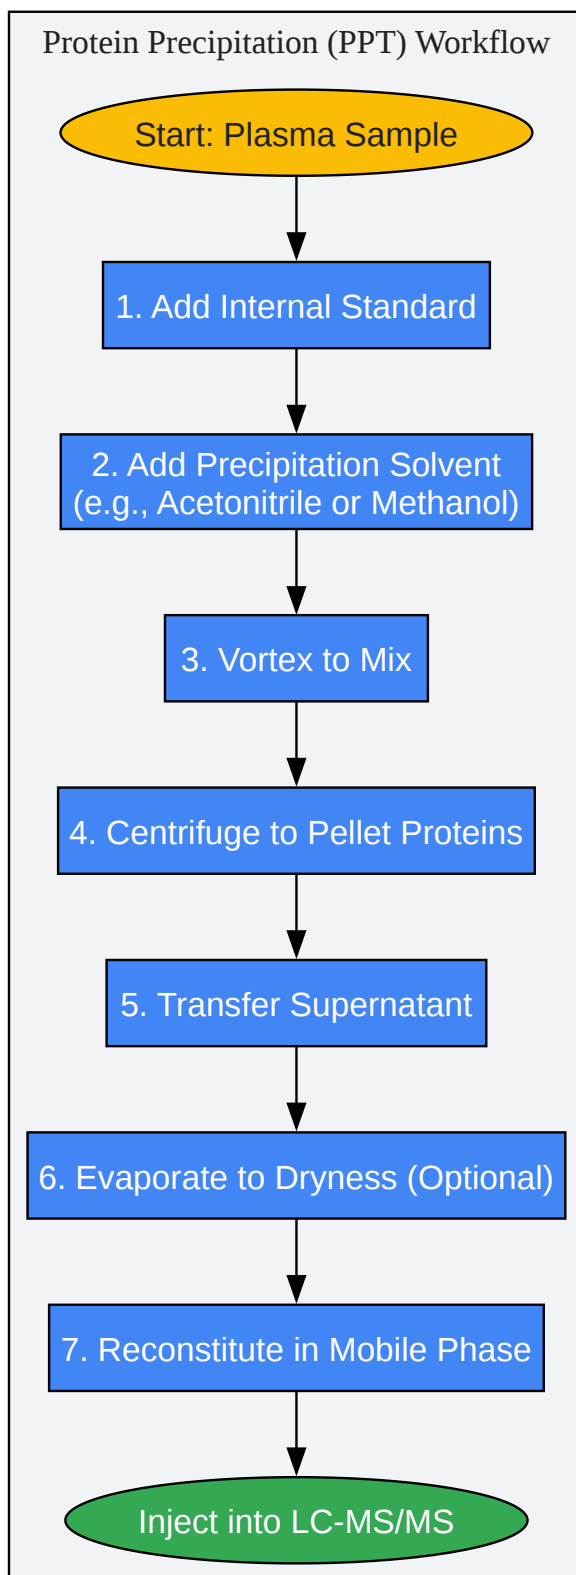 Protein Precipitation (PPT) Workflow
Start: Plasma Sample
1. Add Internal Standard
2. Add Precipitation Solvent
(e.g., Acetonitrile or Methanol)
3. Vortex to Mix
4. Centrifuge to Pellet Proteins
5. Transfer Supernatant
6. Evaporate to Dryness (Optional)
7. Reconstitute in Mobile Phase
Inject into LC-MS/MS